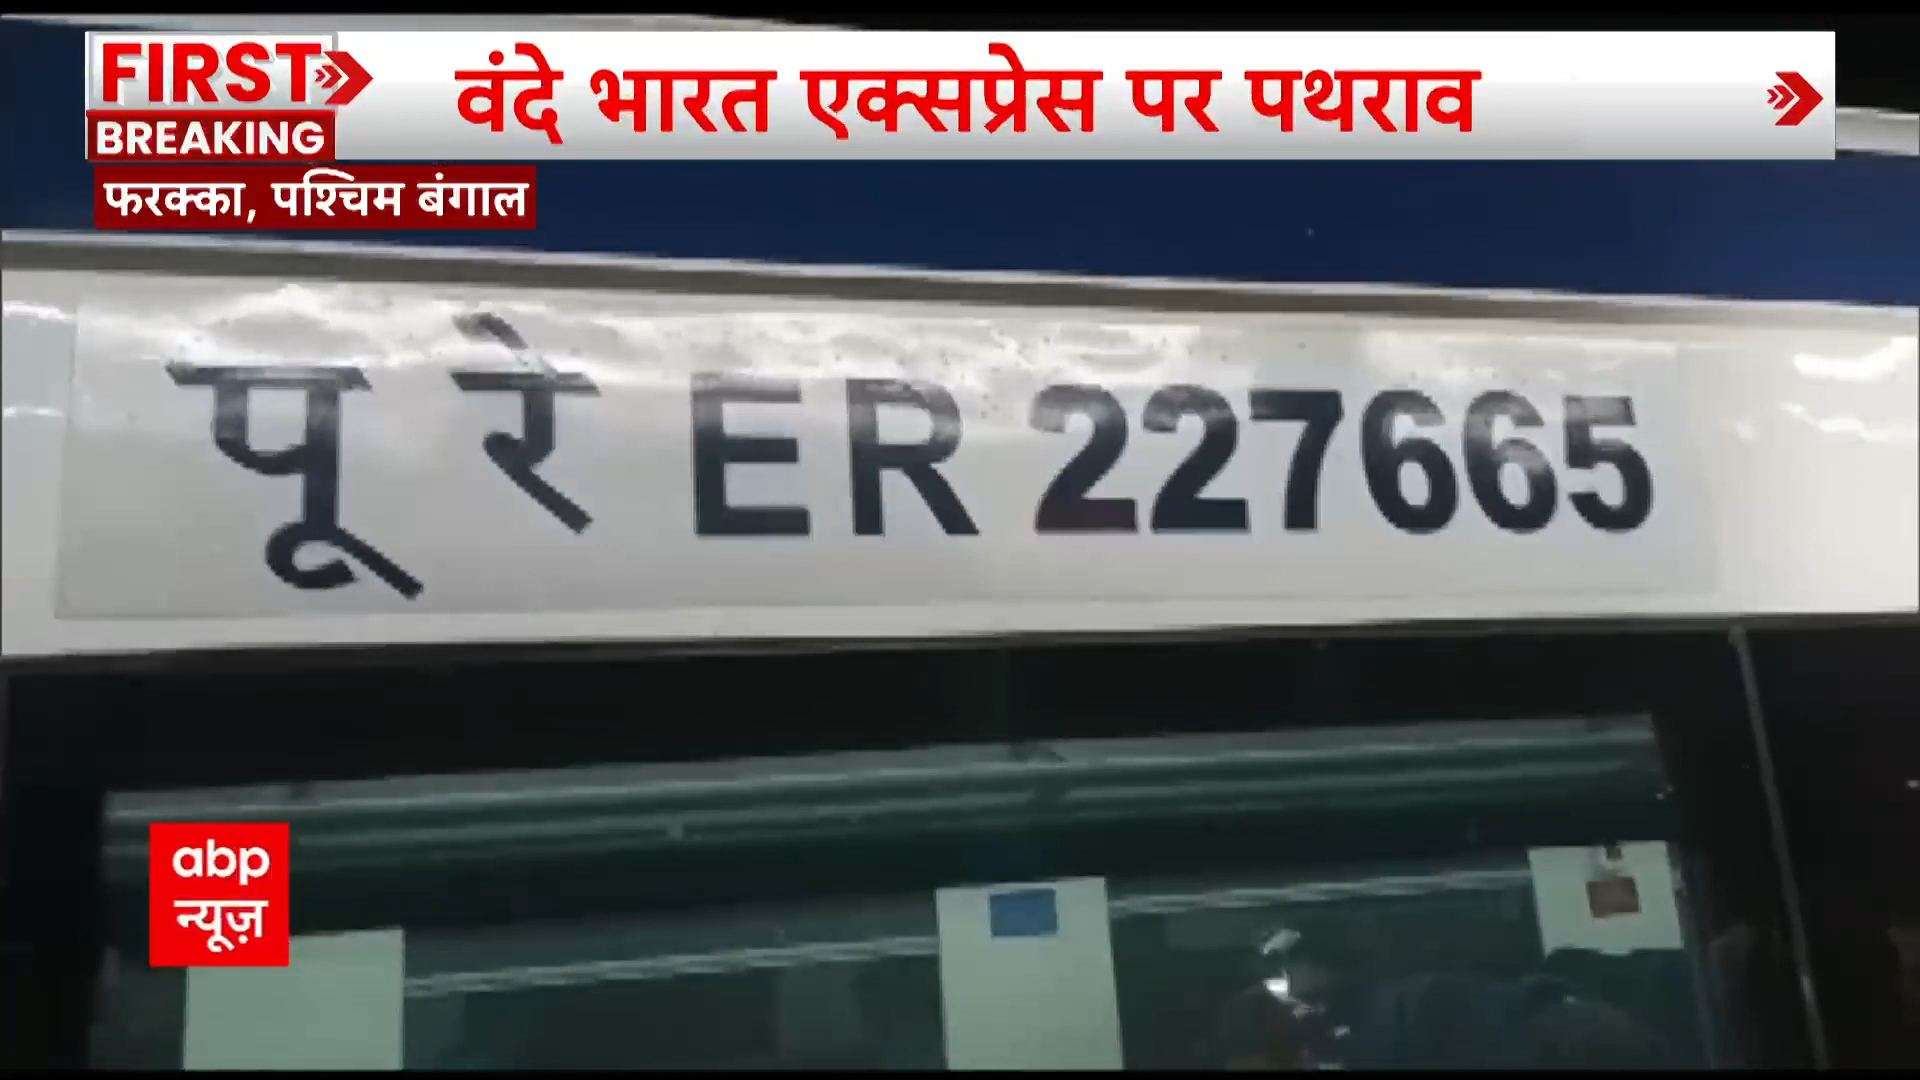 FIRST
BREAKING
वंदे भारत एक्सप्रेस पर पथराव
फरक्का, पश्चिम बंगाल
पू रे ER 227665
abp
न्यूज़